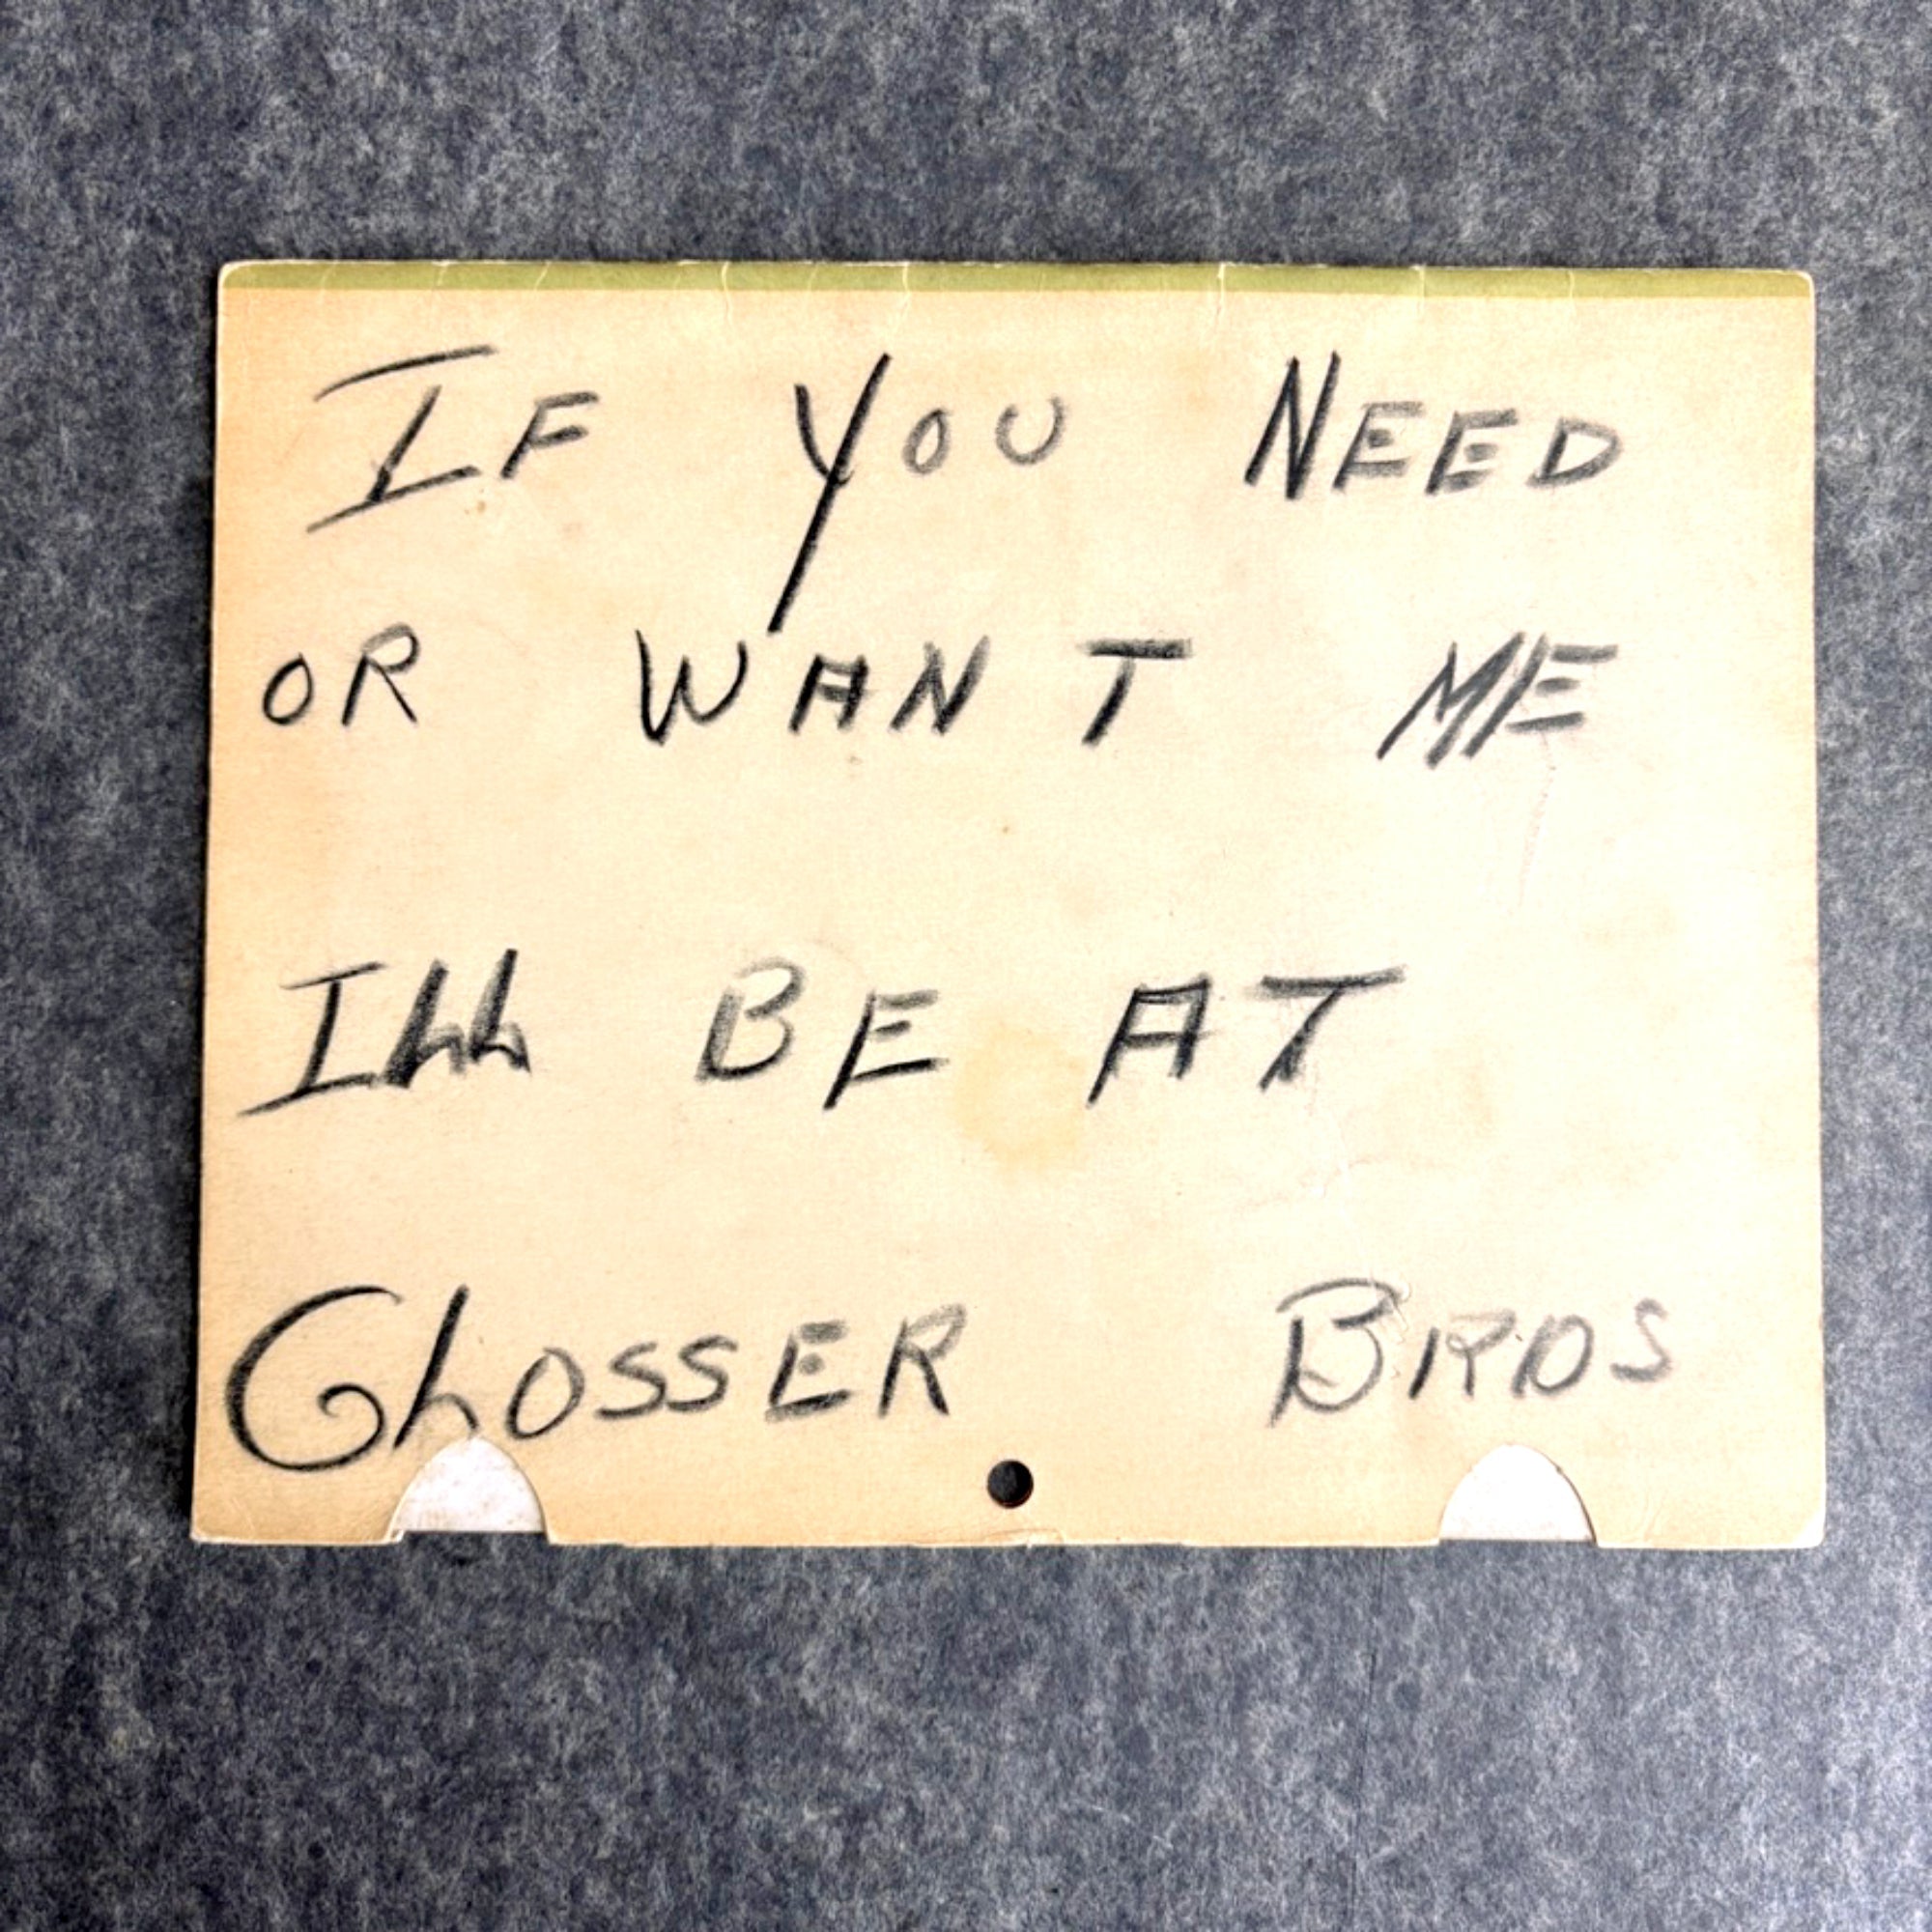 IF YOU NEED
OR WANT ME
ILL BE AT
GLOSSER BROS